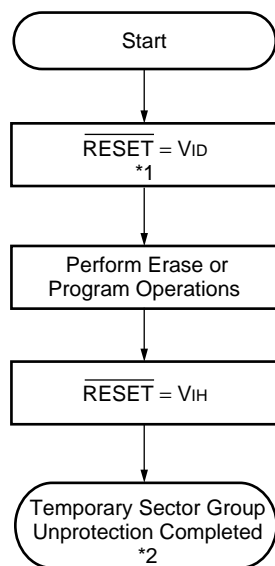 Start
RESET = VID
*1
Perform Erase or
Program Operations
RESET = VIH
Temporary Sector Group
Unprotection Completed
*2